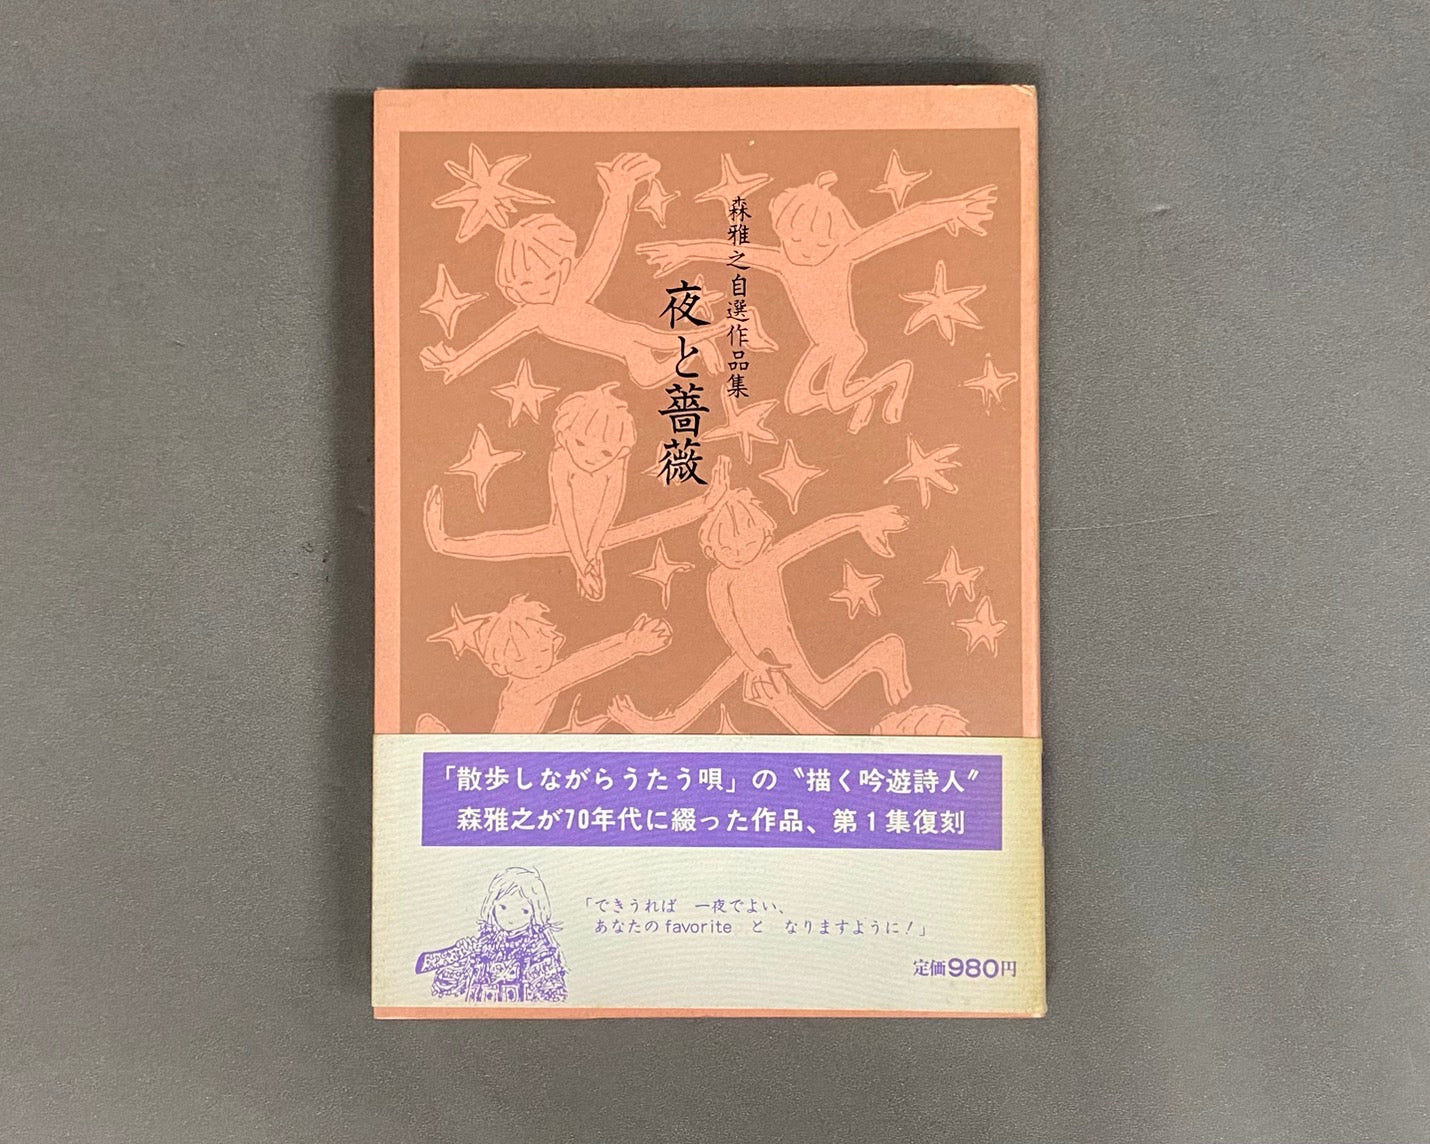 森雅之自選作品集
夜と薔薇
「散歩しながらうたう唄」の〝描く吟遊詩人〟
森雅之が70年代に綴った作品、第1集復刻
「できうれば　一夜でよい、
あなたのfavorite　と　なりますように！」
定価980円